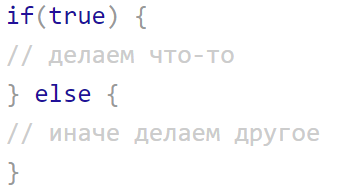 if(true) {
// делаем что-то
} else {
// иначе делаем другое
}